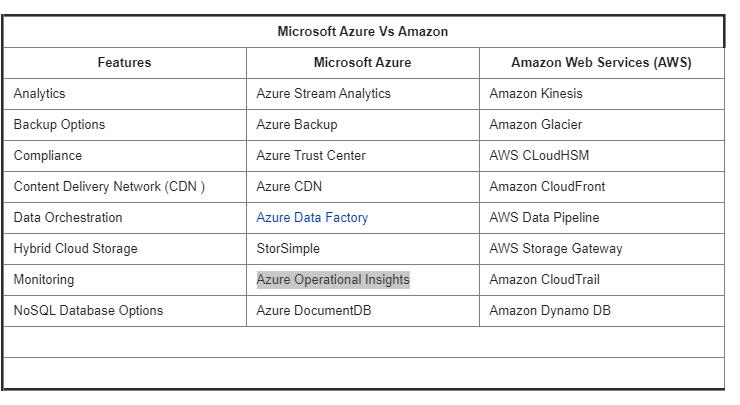 Microsoft Azure Vs Amazon
Features Microsoft Azure Amazon Web Services (AWS)
Analytics Azure Stream Analytics Amazon Kinesis
Backup Options Azure Backup Amazon Glacier
Compliance Azure Trust Center AWS CLoudHSM
Content Delivery Network (CDN ) Azure CDN Amazon CloudFront
Data Orchestration Azure Data Factory AWS Data Pipeline
Hybrid Cloud Storage StorSimple AWS Storage Gateway
Monitoring Azure Operational Insights Amazon CloudTrail
NoSQL Database Options Azure DocumentDB Amazon Dynamo DB